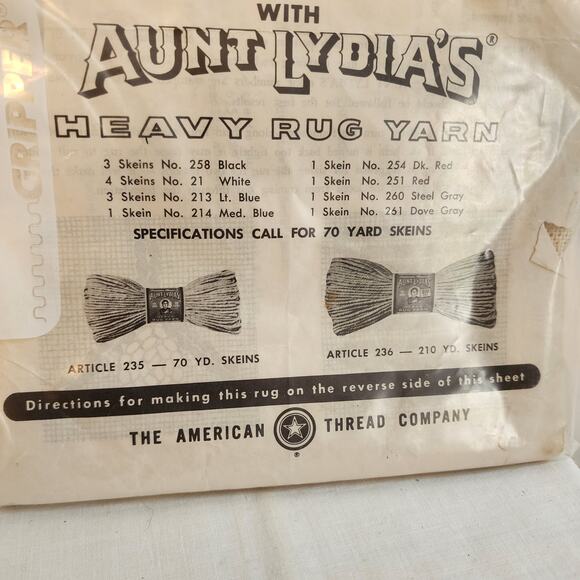 WITH
AUNT LYDIA'S®
HEAVY RUG YARN
3 Skeins No. 258 Black
4 Skeins No. 21 White
3 Skeins No. 213 Lt. Blue
1 Skein No. 214 Med. Blue
1 Skein No. 254 Dk. Red
1 Skein No. 251 Red
1 Skein No. 260 Steel Gray
1 Skein No. 261 Dove Gray
SPECIFICATIONS CALL FOR 70 YARD SKEINS
AUNT LYDIA'S
AUNT LYDIA'S
ARTICLE 235 — 70 YD. SKEINS
ARTICLE 236 — 210 YD. SKEINS
Directions for making this rug on the reverse side of this sheet
THE AMERICAN THREAD COMPANY
®
GRIPPER